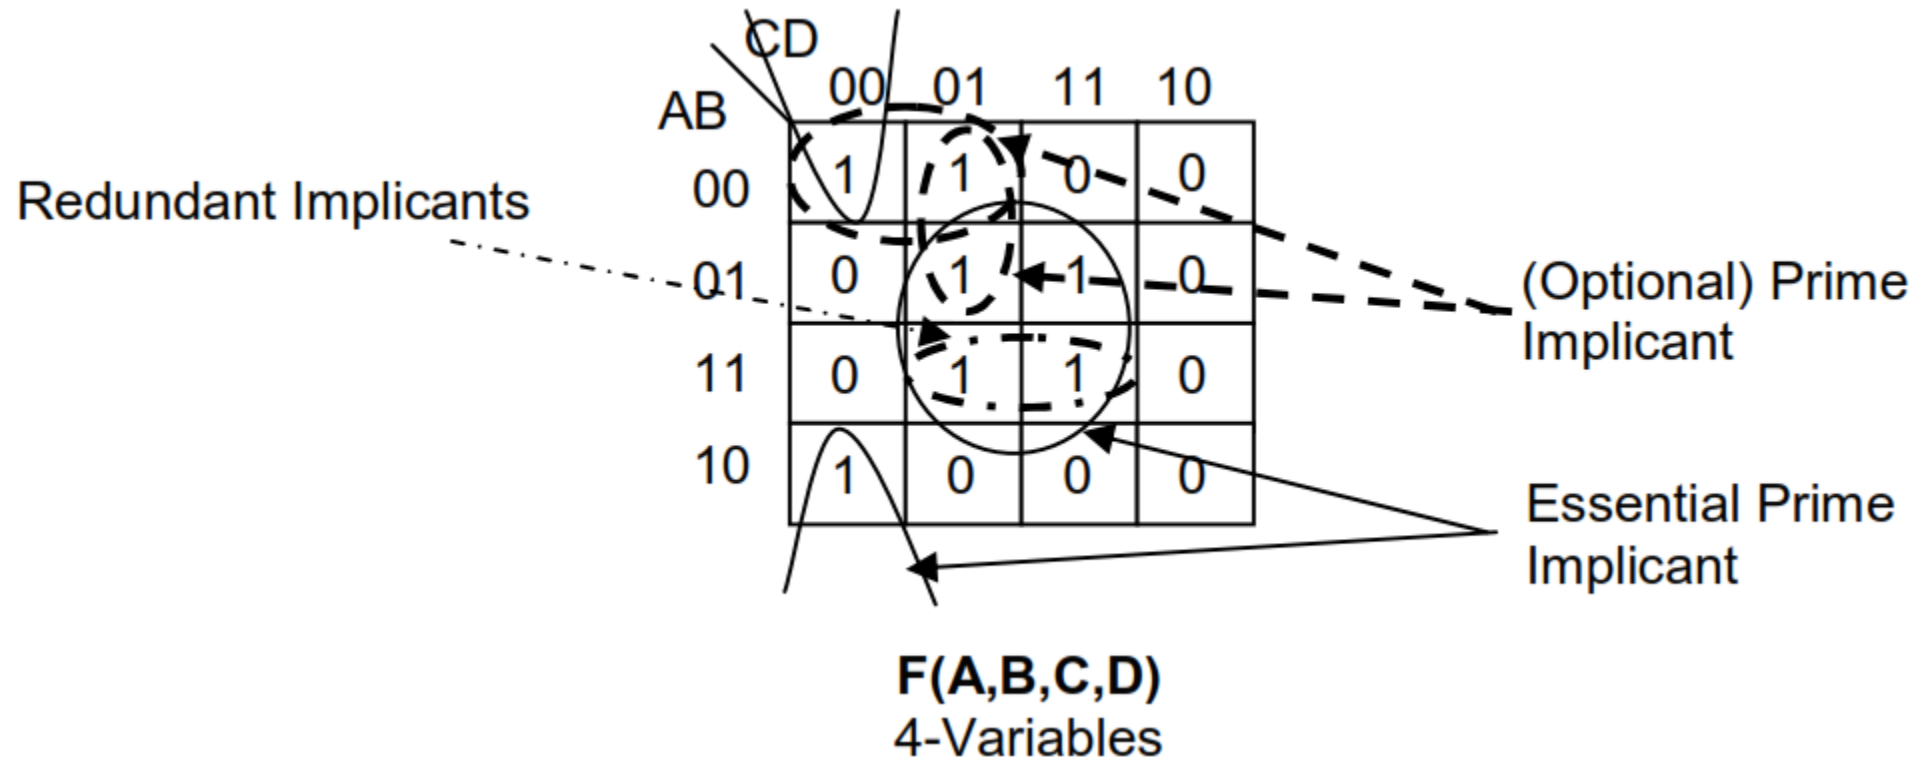 CD
00 01 11 10
AB
00 1 1 0 0
Redundant Implicants
01 0 1 1 0
(Optional) Prime
Implicant
11 0 1 1 0
10 1 0 0 0
Essential Prime
Implicant
F(A,B,C,D)
4-Variables